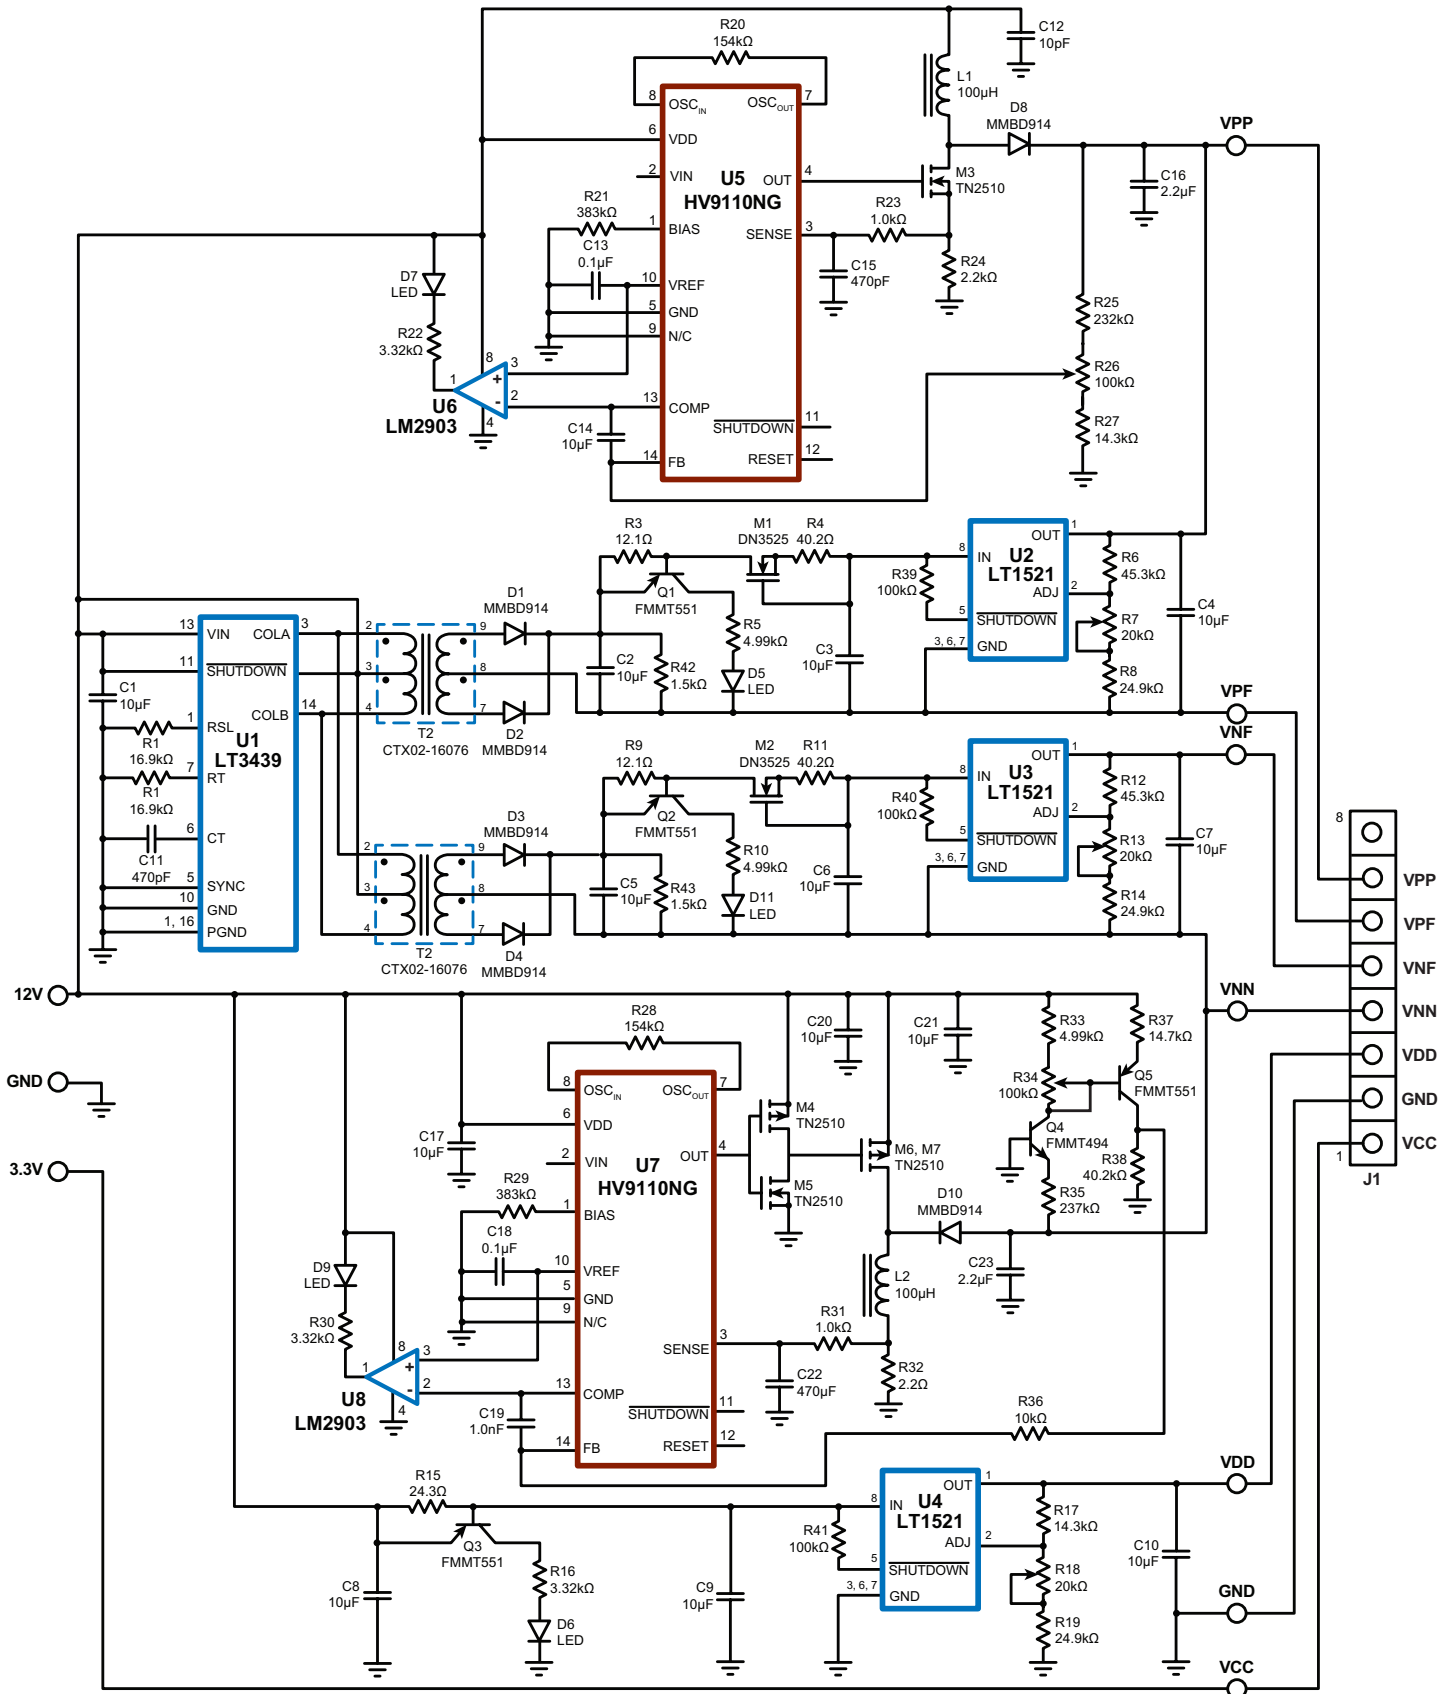 R20
154kΩ
C12
10pF
L1
100µH
8
OSC IN
OSC OUT
7
D8
MMBD914
VPP
6
VDD
2
VIN
U5
HV9110NG
OUT
4
M3
TN2510
C16
2.2µF
R21
383kΩ
1
BIAS
SENSE
3
R23
1.0kΩ
C13
0.1µF
R24
2.2kΩ
C15
470pF
D7
LED
10
VREF
5
GND
9
N/C
R25
232kΩ
R22
3.32kΩ
8
3
1
+
2
-
4
U6
LM2903
R26
100kΩ
13
COMP
11
SHUTDOWN
R27
14.3kΩ
C14
10µF
14
FB
RESET
12
R3
12.1Ω
M1
DN3525
R4
40.2Ω
8
IN
OUT
1
U2
LT1521
R39
100kΩ
R6
45.3kΩ
ADJ
2
Q1
FMMT551
D1
MMBD914
R5
4.99kΩ
5
SHUTDOWN
R7
20kΩ
C4
10µF
3, 6, 7
GND
13
VIN
COLA
3
2
9
11
SHUTDOWN
3
8
C2
10µF
R42
1.5kΩ
D5
LED
C3
10µF
R8
24.9kΩ
C1
10µF
14
COLB
4
7
VPF
1
RSL
U1
LT3439
T2
CTX02-16076
D2
MMBD914
VNF
R1
16.9kΩ
7
RT
R1
16.9kΩ
R9
12.1Ω
M2
DN3525
R11
40.2Ω
8
IN
OUT
1
U3
LT1521
R40
100kΩ
R12
45.3kΩ
ADJ
2
Q2
FMMT551
D3
MMBD914
6
CT
C11
470pF
R10
4.99kΩ
5
SHUTDOWN
R13
20kΩ
C7
10µF
3, 6, 7
GND
2
9
5
SYNC
10
GND
1, 16
PGND
3
8
C5
10µF
R43
1.5kΩ
D11
LED
C6
10µF
R14
24.9kΩ
4
7
T2
CTX02-16076
D4
MMBD914
8
VPP
VPF
VNF
VNN
VDD
GND
VCC
1
J1
12V
VNN
R28
154kΩ
C20
10µF
C21
10µF
R33
4.99kΩ
R37
14.7kΩ
GND
8
OSC IN
OSC OUT
7
R34
100kΩ
Q5
FMMT551
M4
TN2510
6
VDD
C17
10µF
Q4
FMMT494
3.3V
2
VIN
U7
HV9110NG
OUT
4
M6, M7
TN2510
R38
40.2kΩ
M5
TN2510
R29
383kΩ
1
BIAS
R35
237kΩ
D10
MMBD914
C18
0.1µF
10
VREF
5
GND
9
N/C
L2
100µH
C23
2.2µF
D9
LED
R30
3.32kΩ
3
SENSE
R31
1.0kΩ
8
3
1
+
2
-
4
U8
LM2903
13
COMP
C22
470µF
R32
2.2Ω
11
SHUTDOWN
C19
1.0nF
14
FB
RESET
12
R36
10kΩ
VDD
R15
24.3Ω
8
IN
OUT
1
U4
LT1521
R41
100kΩ
R17
14.3kΩ
ADJ
2
Q3
FMMT551
C10
10µF
R16
3.32kΩ
5
SHUTDOWN
R18
20kΩ
3, 6, 7
GND
C8
10µF
C9
10µF
GND
D6
LED
R19
24.9kΩ
VCC